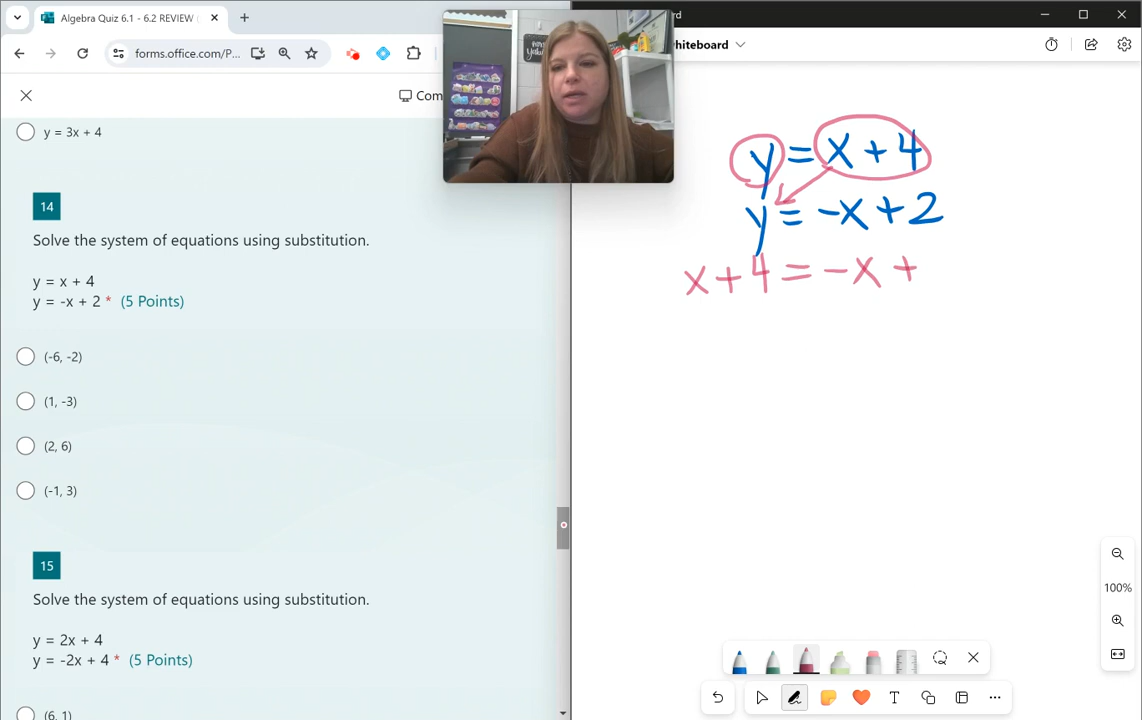 Algebra Quiz 6.1 - 6.2 REVIEW
forms.office.com/P...
Com
y = 3x + 4
14
Solve the system of equations using substitution.
y = x + 4
y = -x + 2 * (5 Points)
(-6, -2)
(1, -3)
(2, 6)
(-1, 3)
15
Solve the system of equations using substitution.
y = 2x + 4
y = -2x + 4 * (5 Points)
(6, 1)
rd
hiteboard
y = x + 4
y = -x + 2
x + 4 = -x +
100%
T